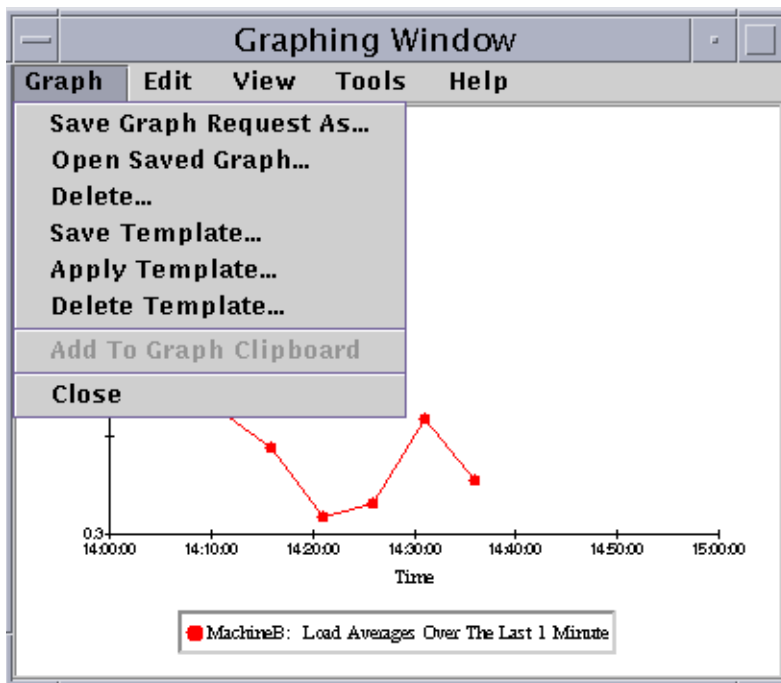 Graphing Window
Graph Edit View Tools Help
Save Graph Request As...
Open Saved Graph...
Delete...
Save Template...
Apply Template...
Delete Template...
Add To Graph Clipboard
Close
0.3
14:00:00 14:10:00 14:20:00 14:30:00 14:40:00 14:50:00 15:00:00
Time
MachineB: Load Averages Over The Last 1 Minute